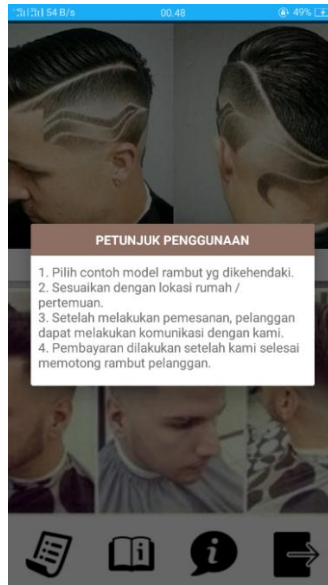 54 B/s 00.48 49%
PETUNJUK PENGGUNAAN
1. Pilih contoh model rambut yg dikehendaki.
2. Sesuaikan dengan lokasi rumah /
pertemuan.
3. Setelah melakukan pemesanan, pelanggan
dapat melakukan komunikasi dengan kami.
4. Pembayaran dilakukan setelah kami selesai
memotong rambut pelanggan.